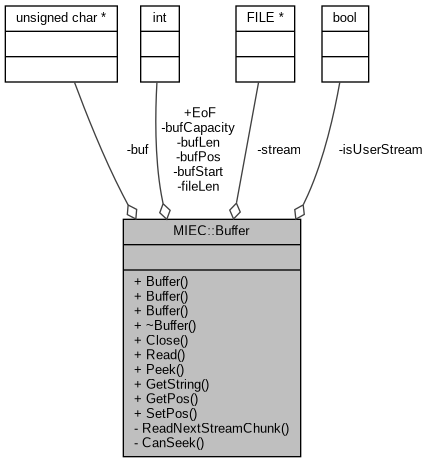 unsigned char *
int
FILE *
bool
-buf
+EoF
-bufCapacity
-bufLen
-bufPos
-bufStart
-fileLen
-stream
-isUserStream
MIEC::Buffer
+ Buffer()
+ Buffer()
+ Buffer()
+ ~Buffer()
+ Close()
+ Read()
+ Peek()
+ GetString()
+ GetPos()
+ SetPos()
- ReadNextStreamChunk()
- CanSeek()